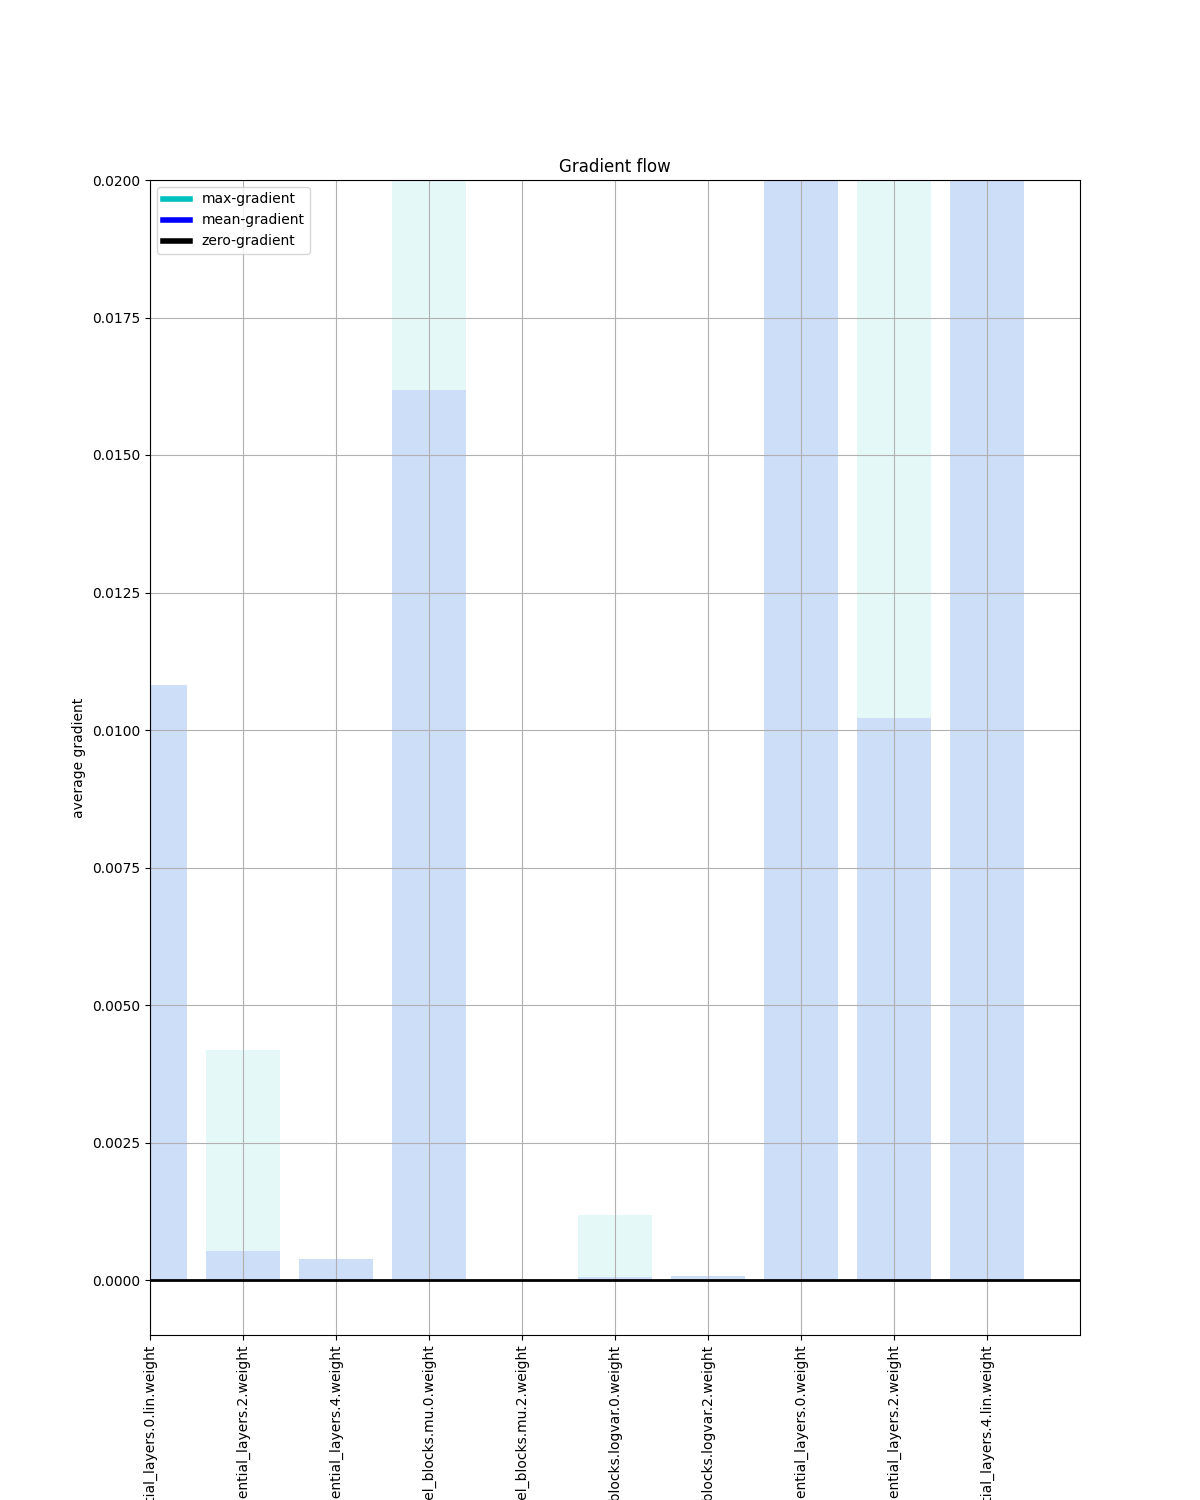 Gradient flow
max-gradient
mean-gradient
zero-gradient
0.0200
0.0175
0.0150
0.0125
0.0100
0.0075
0.0050
0.0025
0.0000
average gradient
tial_layers.0.lin.weight
ential_layers.2.weight
ential_layers.4.weight
el_blocks.mu.0.weight
el_blocks.mu.2.weight
blocks.logvar.0.weight
blocks.logvar.2.weight
ential_layers.0.weight
ential_layers.2.weight
tial_layers.4.lin.weight